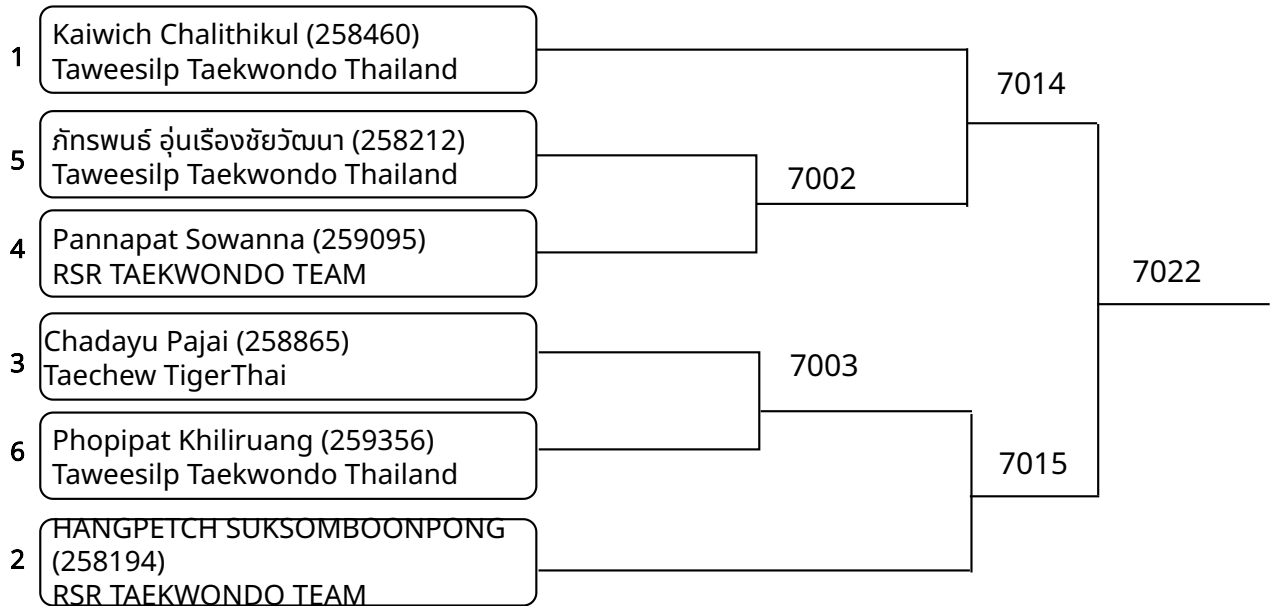 1
Kaiwich Chalithikul (258460)
Taweesilp Taekwondo Thailand
7014
5
ภัทรพนธ์ อุ่นเรืองชัยวัฒนา (258212)
Taweesilp Taekwondo Thailand
7002
4
Pannapat Sowanna (259095)
RSR TAEKWONDO TEAM
7022
3
Chadayu Pajai (258865)
Taechew TigerThai
7003
6
Phopipat Khiliruang (259356)
Taweesilp Taekwondo Thailand
7015
2
HANGPETCH SUKSOMBOONPONG
(258194)
RSR TAEKWONDO TEAM